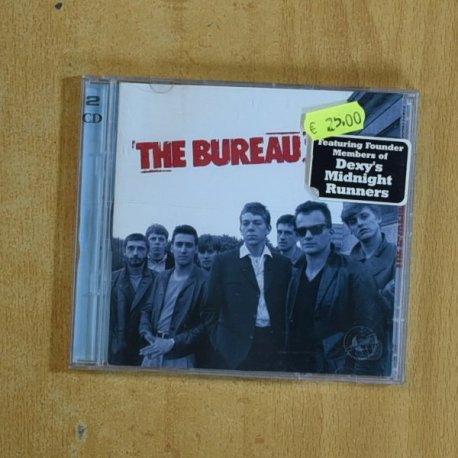 2
CD
THE BUREAU
€ 25.00
Featuring Founder
Members of
Dexy's
Midnight
Runners